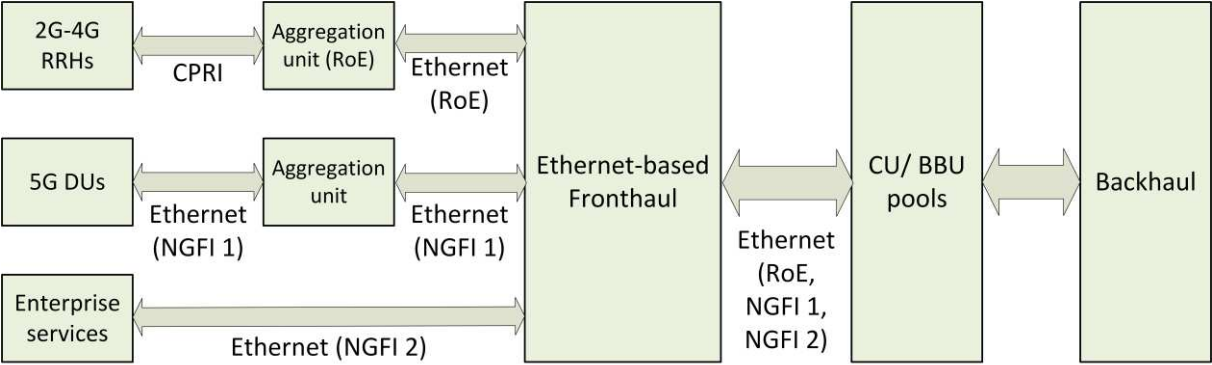 2G-4G
RRHs
CPRI
Aggregation
unit (RoE)
Ethernet
(RoE)
5G DUs
Ethernet
(NGFI 1)
Aggregation
unit
Ethernet
(NGFI 1)
Enterprise
services
Ethernet (NGFI 2)
Ethernet-based
Fronthaul
Ethernet
(RoE,
NGFI 1,
NGFI 2)
CU/ BBU
pools
Backhaul